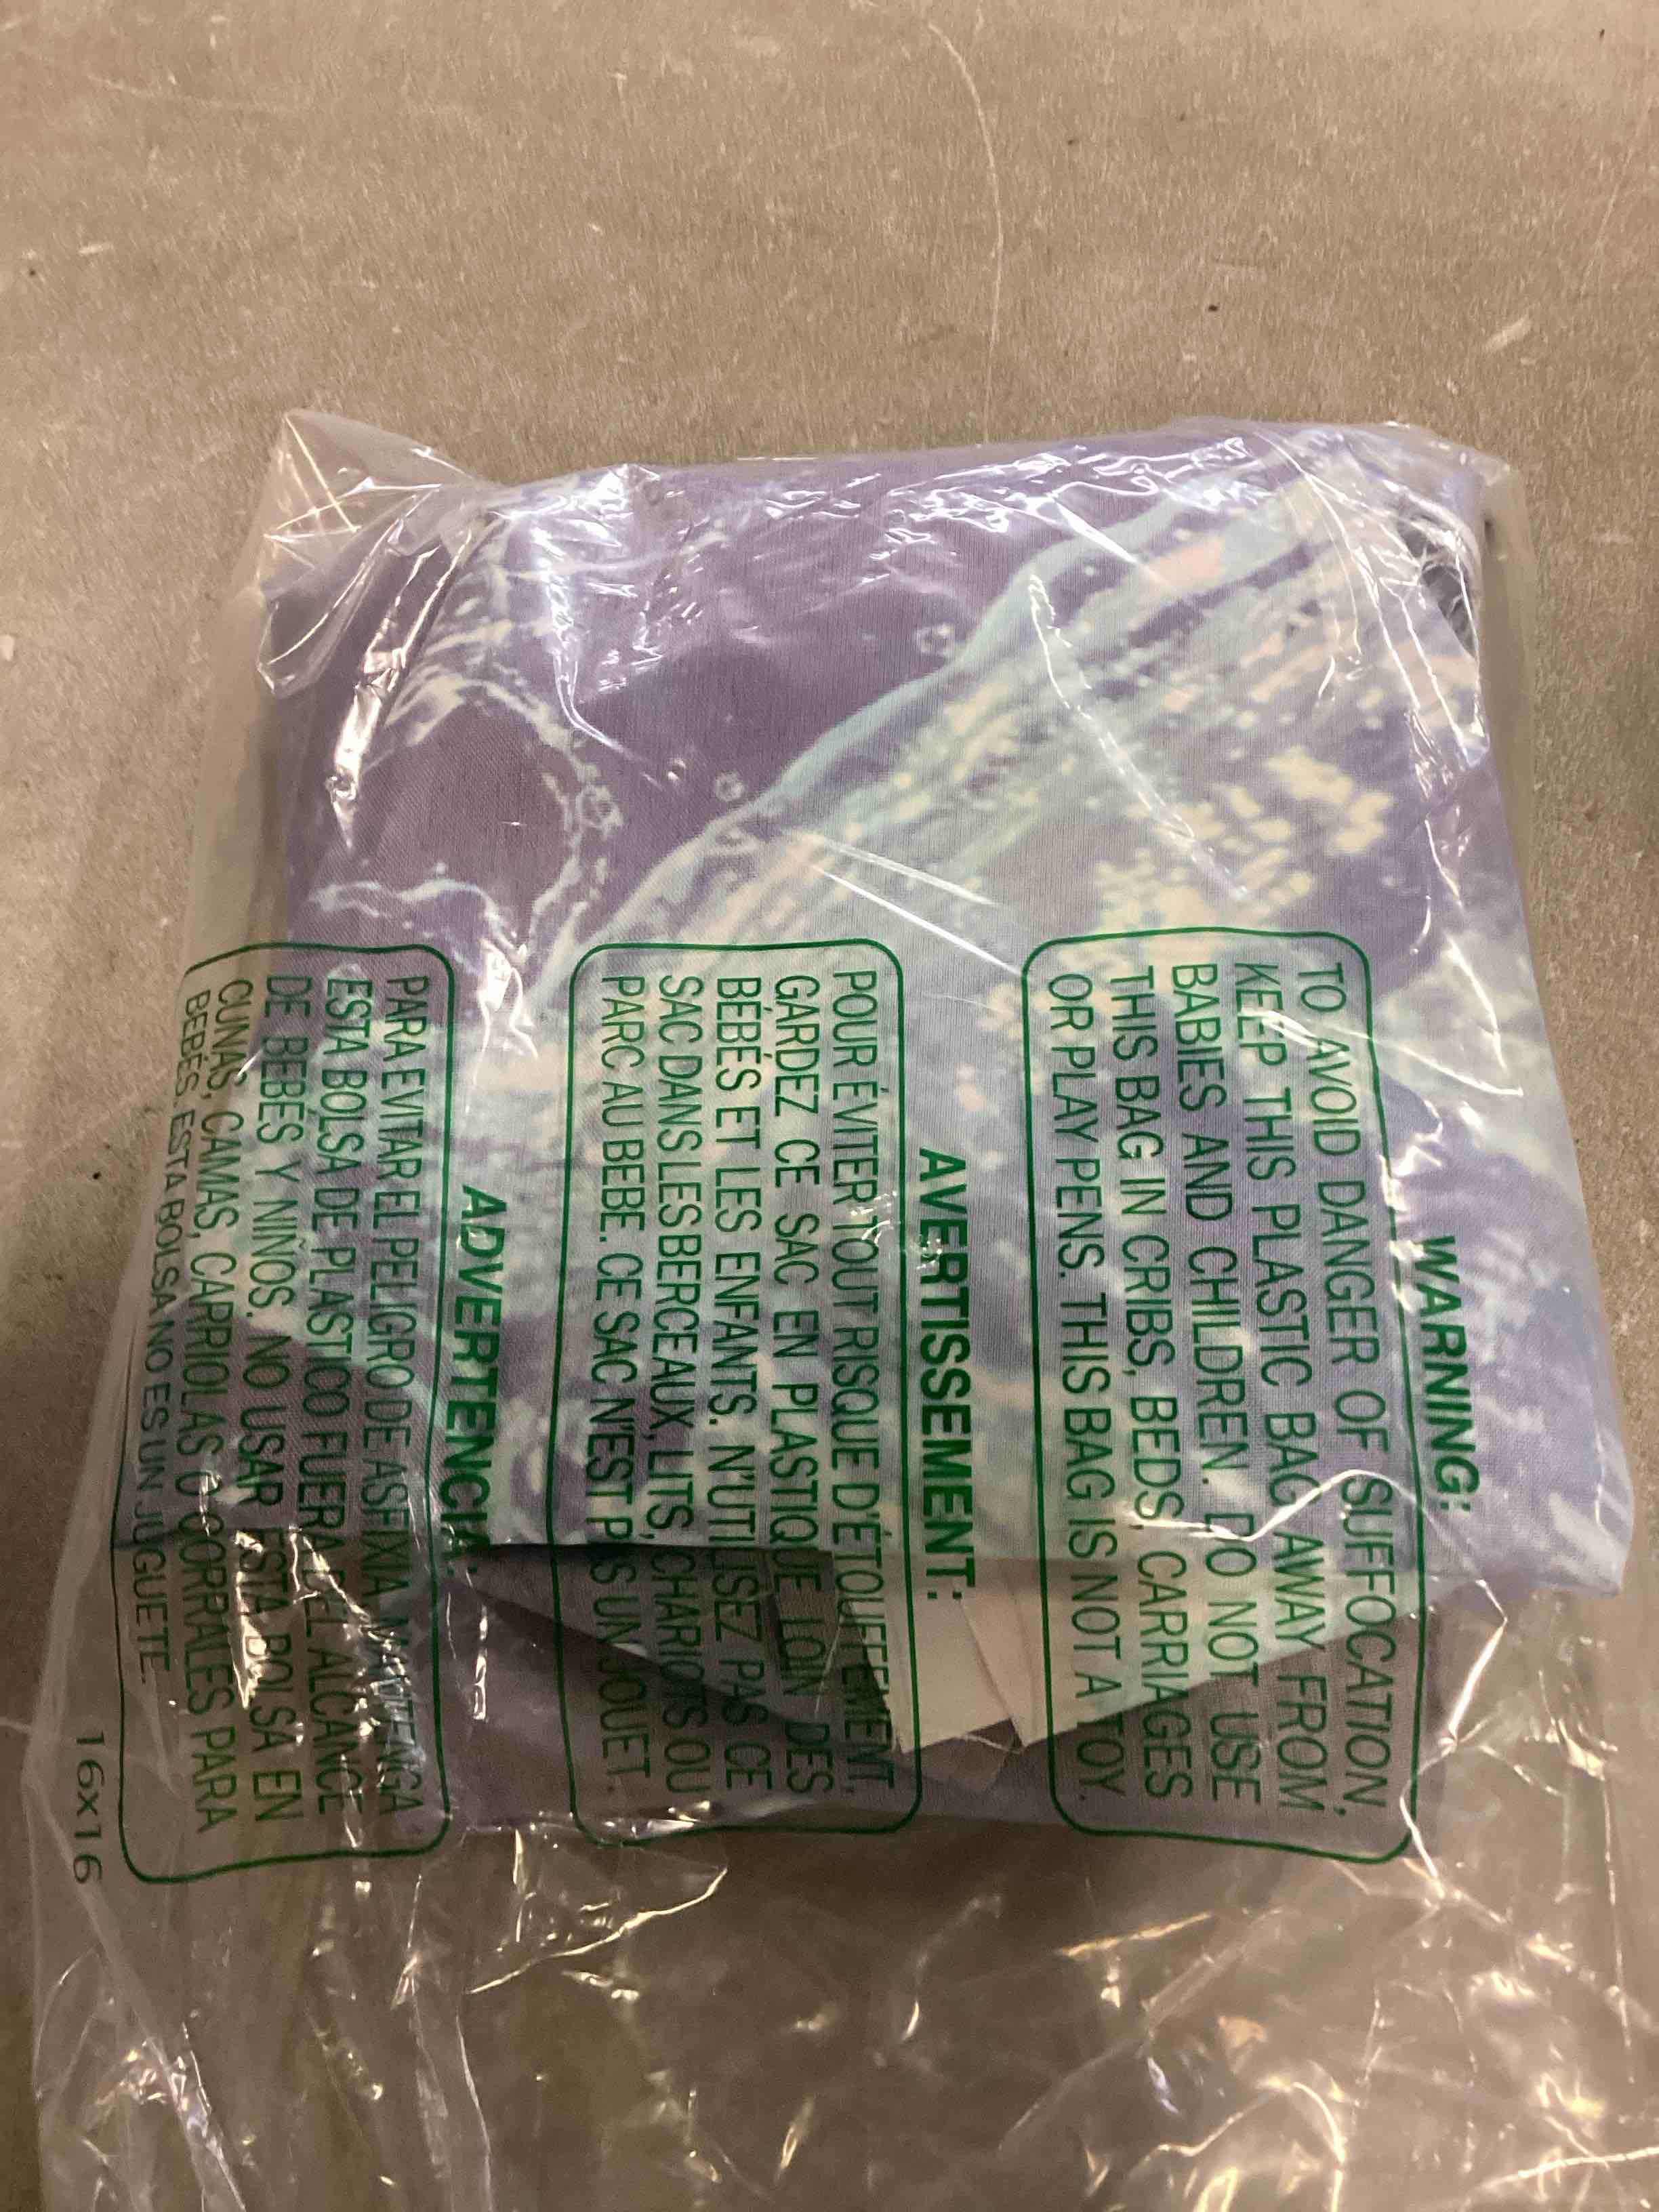 WARNING:
TO AVOID DANGER OF SUFFOCATION,
KEEP THIS PLASTIC BAG AWAY FROM
BABIES AND CHILDREN. DO NOT USE
THIS BAG IN CRIBS, BEDS, CARRIAGES
OR PLAY PENS. THIS BAG IS NOT A TOY.
AVERTISSEMENT:
POUR ÉVITIER TOUT RISQUE D'ÉTOUFFEMENT,
GARDEZ CE SAC EN PLASTIQUE LOIN DES
BÉBÉS ET LES ENFANTS. N'UTILISEZ PAS CE
SAC DANS LES BERCEAUX, LITS, CHARIOTS OU
PARC AU BEBE. CE SAC N'EST PAS UN JOUET.
ADVERTENCIA:
PARA EVITAR EL PELIGRO DE ASFIXIA MANTENGA
ESTA BOLSA DE PLASTICO FUERA DEL ALCANCE
DE BEBÉS Y NIÑOS. NO USAR ESTA BOLSA EN
CUNAS, CAMAS, CARRIOLAS O CORRALES PARA
BEBÉS. ESTA BOLSA NO ES UN JUGUETE.
16X16